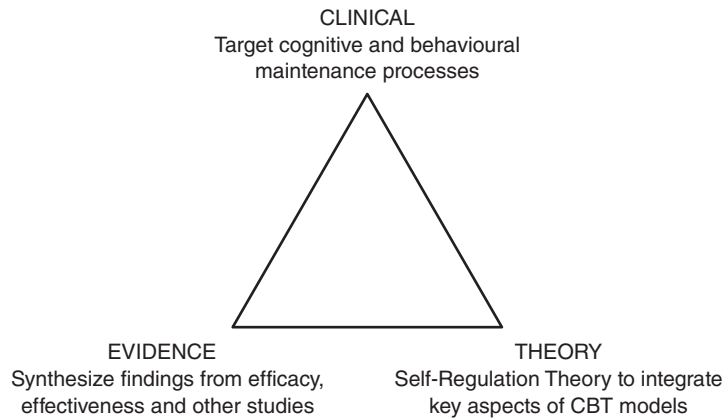 CLINICAL
Target cognitive and behavioural
maintenance processes
EVIDENCE
Synthesize findings from efficacy,
effectiveness and other studies
THEORY
Self-Regulation Theory to integrate
key aspects of CBT models